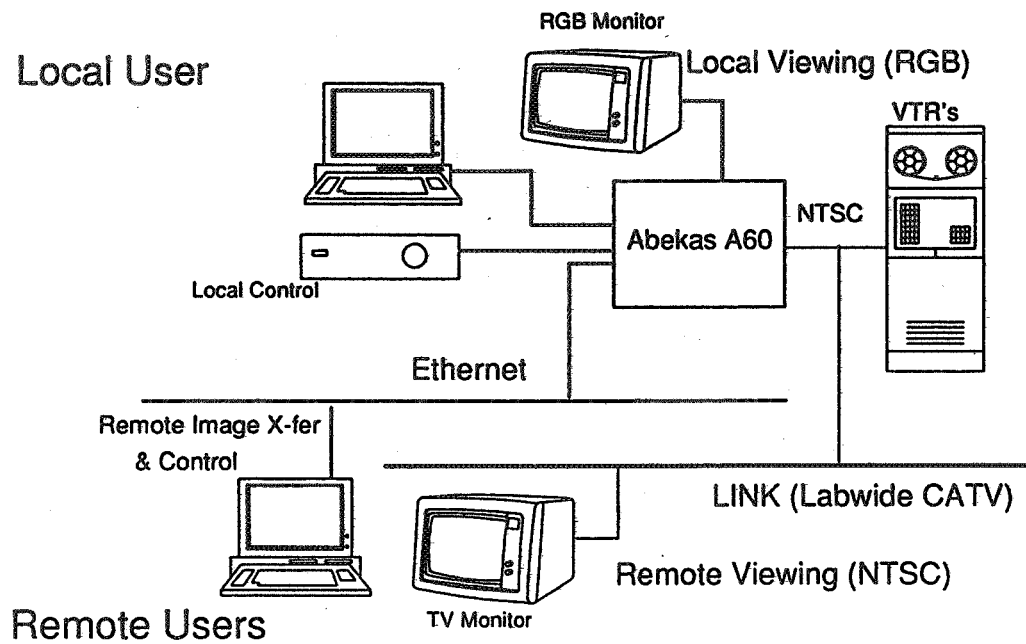 RGB Monitor
Local User
Local Viewing (RGB)
VTR's
NTSC
Abekas A60
Local Control
Ethernet
Remote Image X-fer
& Control
LINK (Labwide CATV)
Remote Viewing (NTSC)
TV Monitor
Remote Users